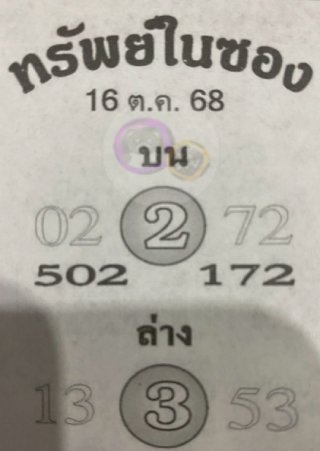 ทรัพย์ในซอง
16 ต.ค. 68
บน
02 2 72
502 172
ล่าง
13 3 53